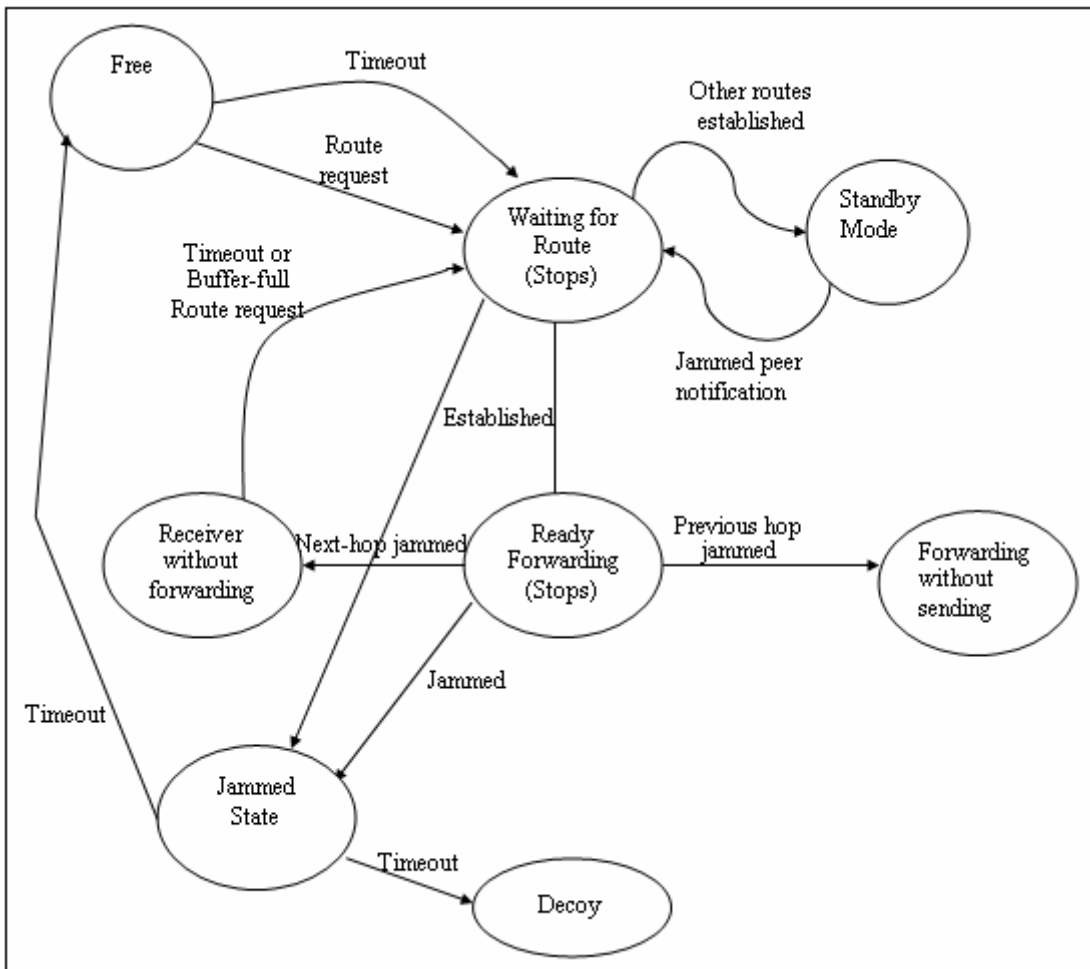 Free
Timeout
Other routes
established
Route
request
Waiting for
Route
(Stops)
Standby
Mode
Timeout or
Buffer-full
Route request
Jammed peer
notification
Established
Receiver
without
forwarding
Next-hop jammed
Ready
Forwarding
(Stops)
Previous hop
jammed
Forwarding
without
sending
Jammed
Timeout
Jammed
State
Timeout
Decoy